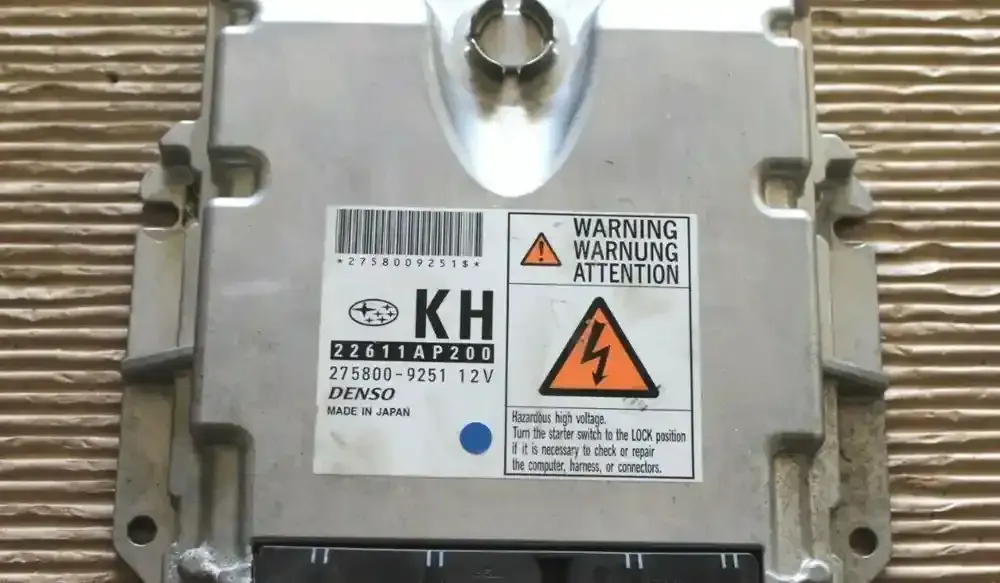 *2758009251$*
KH
22611AP200
275800-9251 12V
DENSO
MADE IN JAPAN
WARNING
WARNUNG
ATTENTION
Hazardous high voltage.
Turn the starter switch to the LOCK position
if it is necessary to check or repair
the computer, harness, or connectors.